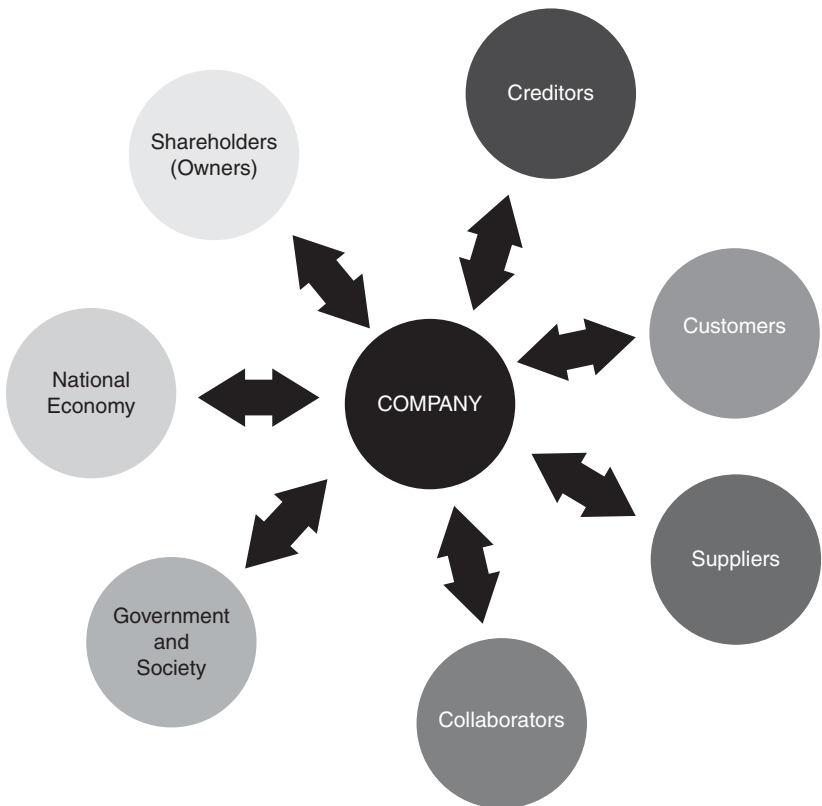 Creditors
Shareholders
(Owners)
Customers
National
Economy
COMPANY
Suppliers
Government
and
Society
Collaborators